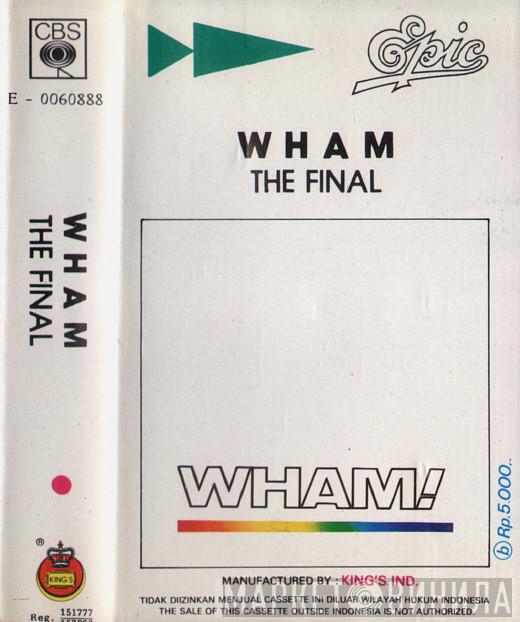 CBS
E - 0060888
WHAM
THE FINAL
®
KING'S
Reg. 151777
Epic
WHAM
THE FINAL
WHAM!
(b) Rp.5.000..
MANUFACTURED BY : KING'S IND.
TIDAK DIIZINKAN MENJUAL CASSETTE INI DILUAR WILAYAH HUKUM INDONESIA
THE SALE OF THIS CASSETTE OUTSIDE INDONESIA IS NOT AUTHORIZED.
МАРКЕТ ВИНИЛА